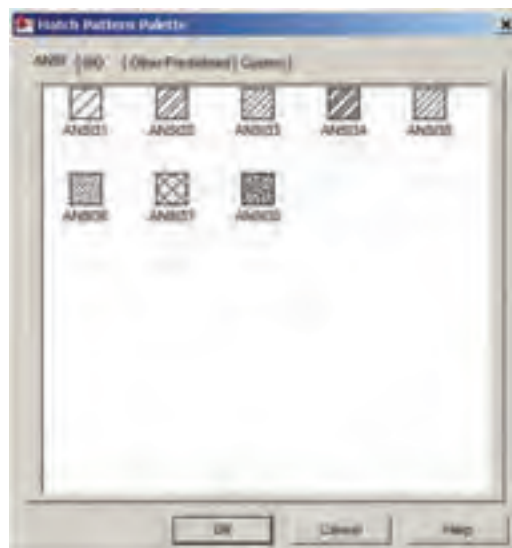 Hatch Pattern Palette
ANSI ISO Other Predefined Custom
ANSI31 ANSI32 ANSI33 ANSI34 ANSI35
ANSI36 ANSI37 ANSI38
OK Cancel Help